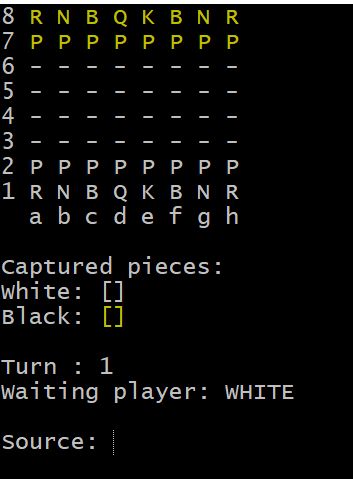 8 R N B Q K B N R
7 P P P P P P P P
6 - - - - - - - -
5 - - - - - - - -
4 - - - - - - - -
3 - - - - - - - -
2 P P P P P P P P
1 R N B Q K B N R
a b c d e f g h
Captured pieces:
White: []
Black: []
Turn : 1
Waiting player: WHITE
Source: